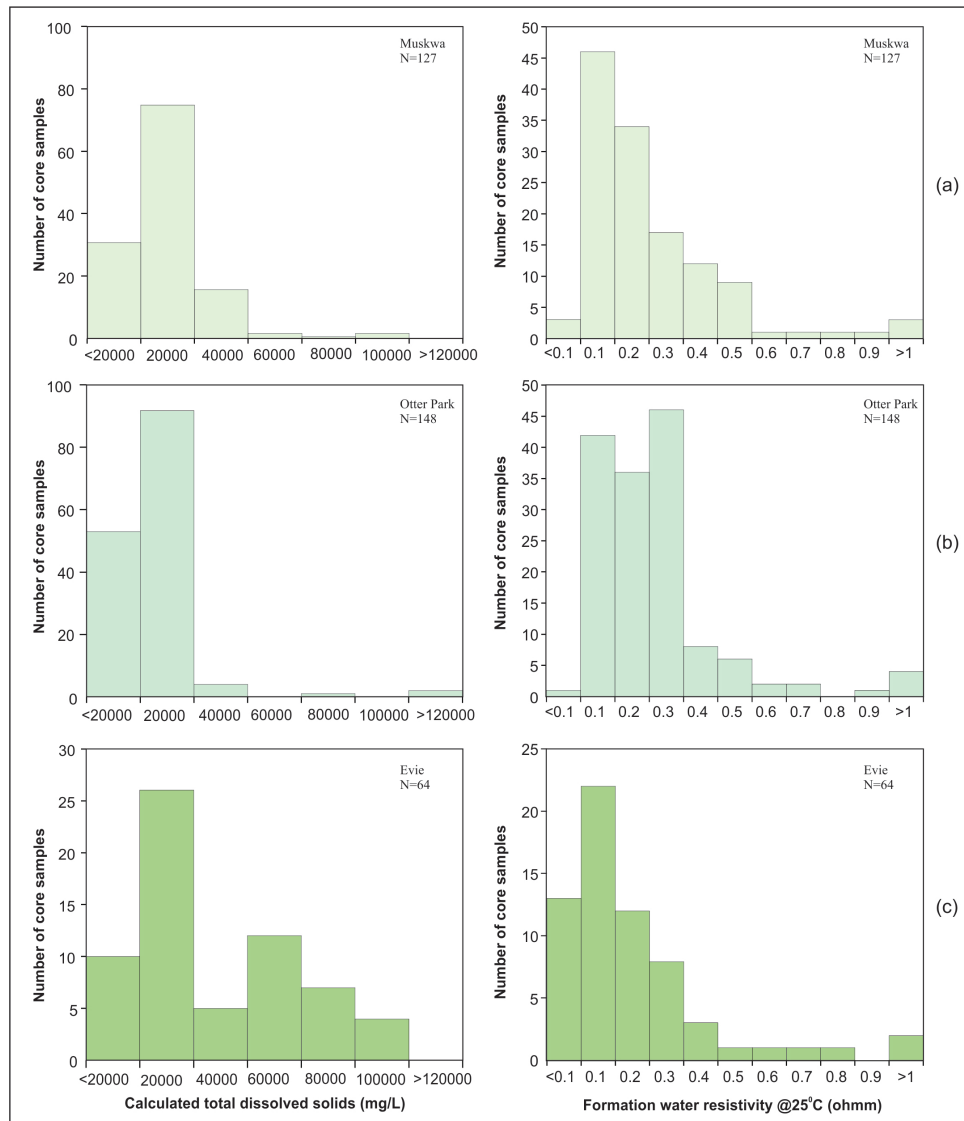 100
80
60
40
20
0
Number of core samples
Muskwa
N=127
<20000 20000 40000 60000 80000 100000 >120000
50
45
40
35
30
25
20
15
10
5
0
Number of core samples
Muskwa
N=127
<0.1 0.1 0.2 0.3 0.4 0.5 0.6 0.7 0.8 0.9 >1
(a)
100
80
60
40
20
0
Number of core samples
Otter Park
N=148
<20000 20000 40000 60000 80000 100000 >120000
50
45
40
35
30
25
20
15
10
5
0
Number of core samples
Otter Park
N=148
<0.1 0.1 0.2 0.3 0.4 0.5 0.6 0.7 0.8 0.9 >1
(b)
30
25
20
15
10
5
0
Number of core samples
Evie
N=64
<20000 20000 40000 60000 80000 100000 >120000
Calculated total dissolved solids (mg/L)
25
20
15
10
5
0
Number of core samples
Evie
N=64
<0.1 0.1 0.2 0.3 0.4 0.5 0.6 0.7 0.8 0.9 >1
Formation water resistivity @25⁰C (ohmm)
(c)